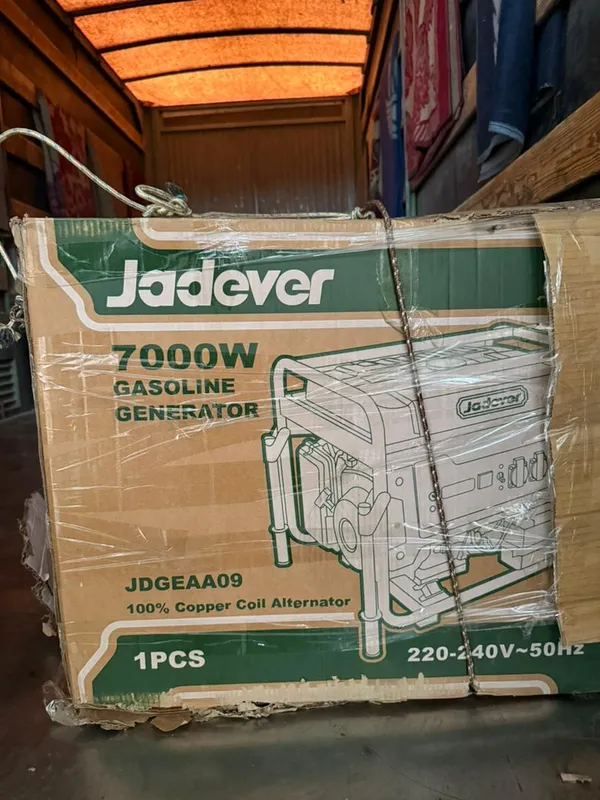 Jadever
7000W
GASOLINE
GENERATOR
Jadever
JDGEAA09
100% Copper Coil Alternator
1PCS
220-240V~50Hz